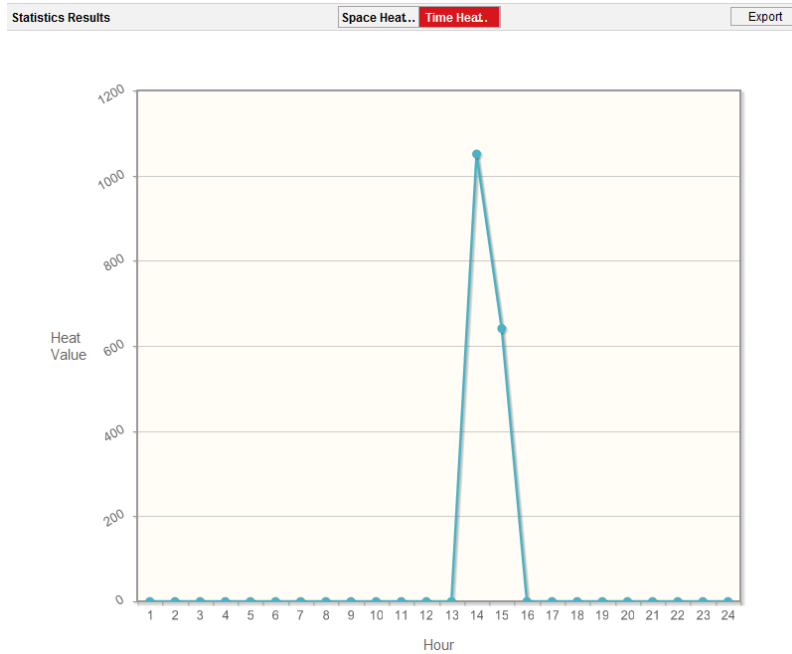 Statistics Results Space Heat... Time Heat.. Export
1200
1000
800
Heat
Value
600
400
200
0
1 2 3 4 5 6 7 8 9 10 11 12 13 14 15 16 17 18 19 20 21 22 23 24
Hour